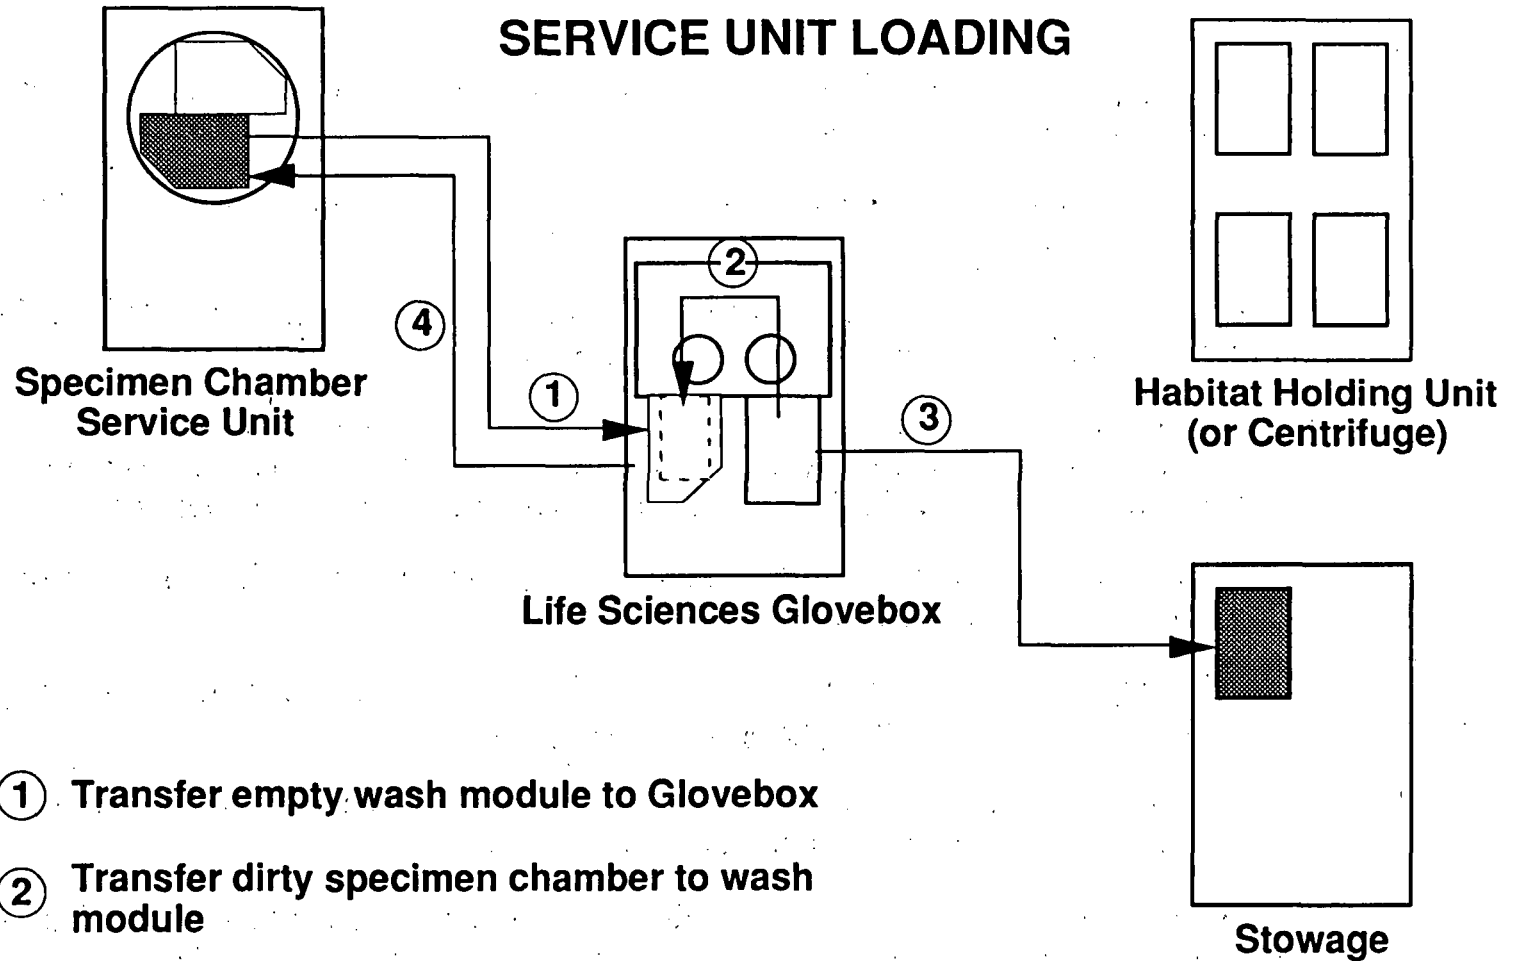 SERVICE UNIT LOADING
Specimen Chamber
Service Unit
Habitat Holding Unit
(or Centrifuge)
2
4
1
3
Life Sciences Glovebox
1 Transfer empty wash module to Glovebox
2 Transfer dirty specimen chamber to wash
module
Stowage